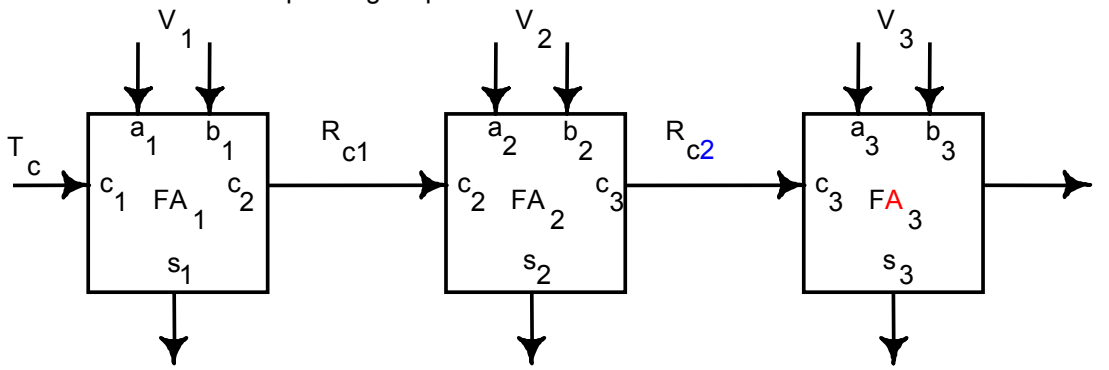 V1 V2 V3
a1 b1 a2 b2 a3 b3
Tc Rc1 Rc2
c1 FA1 c2 c2 FA2 c3 c3 FA3
s1 s2 s3